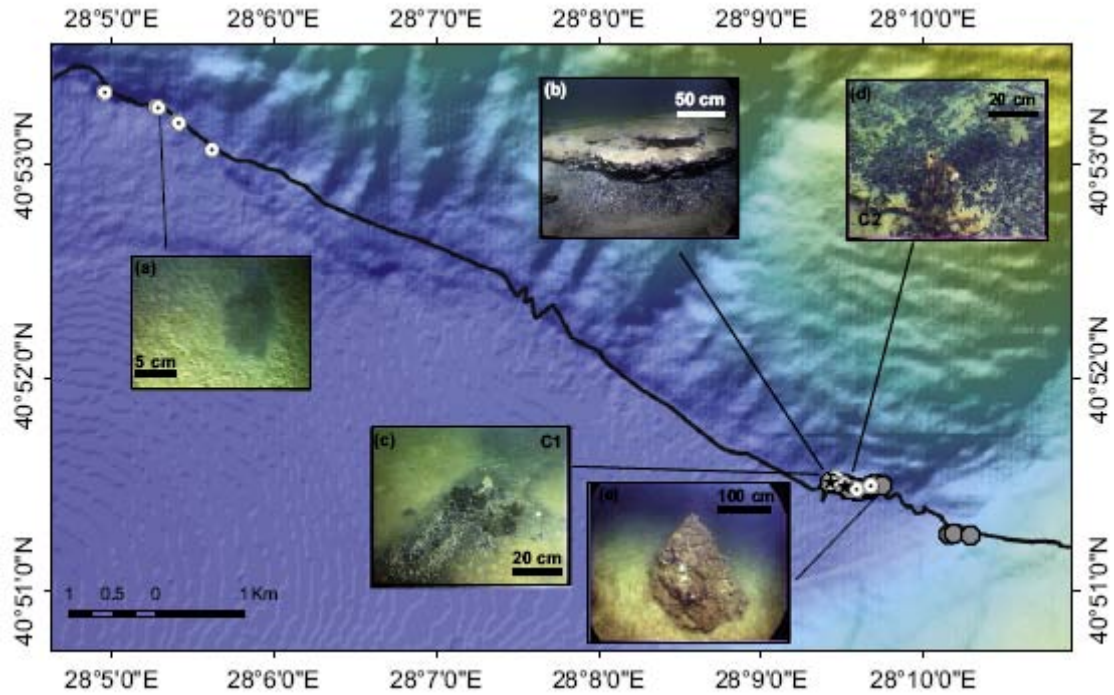 28°5'0"E 28°6'0"E 28°7'0"E 28°8'0"E 28°9'0"E 28°10'0"E
40°53'0"N
40°52'0"N
40°51'0"N
(b)
50 cm
(d)
20 cm
C2
(a)
5 cm
(c)
C1
20 cm
(e)
100 cm
1 0.5 0 1 Km
40°53'0"N
40°52'0"N
40°51'0"N
28°5'0"E 28°6'0"E 28°7'0"E 28°8'0"E 28°9'0"E 28°10'0"E